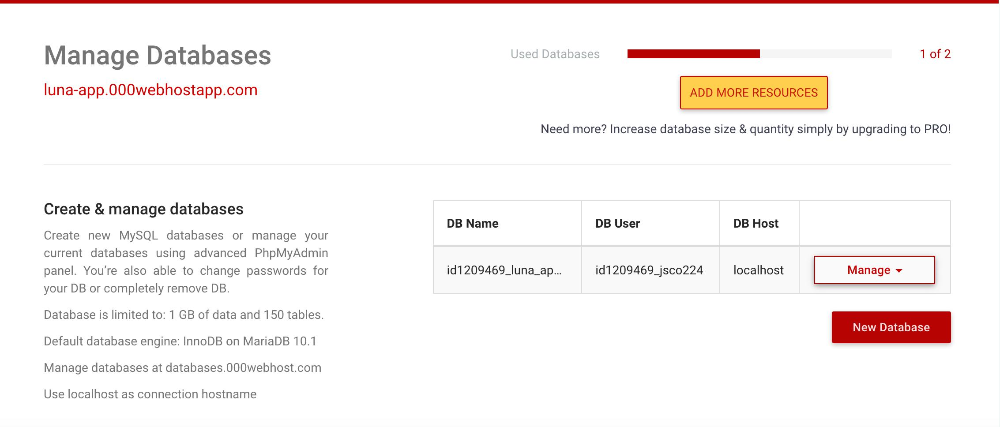 Manage Databases
luna-app.000webhostapp.com
Used Databases
1 of 2
ADD MORE RESOURCES
Need more? Increase database size & quantity simply by upgrading to PRO!
Create & manage databases
Create new MySQL databases or manage your
current databases using advanced PhpMyAdmin
panel. You’re also able to change passwords for
your DB or completely remove DB.
Database is limited to: 1 GB of data and 150 tables.
Default database engine: InnoDB on MariaDB 10.1
Manage databases at databases.000webhost.com
Use localhost as connection hostname
DB Name DB User DB Host
id1209469_luna_ap... id1209469_jsco224 localhost Manage
New Database